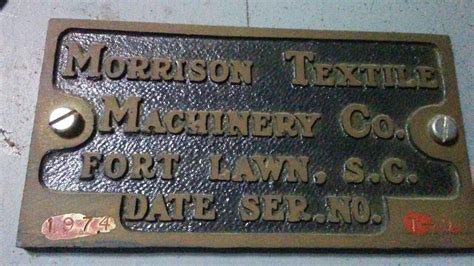 MORRISON TEXTILE
MACHINERY CO.
FORT LAWN, S.C.
DATE SER. NO.
1974